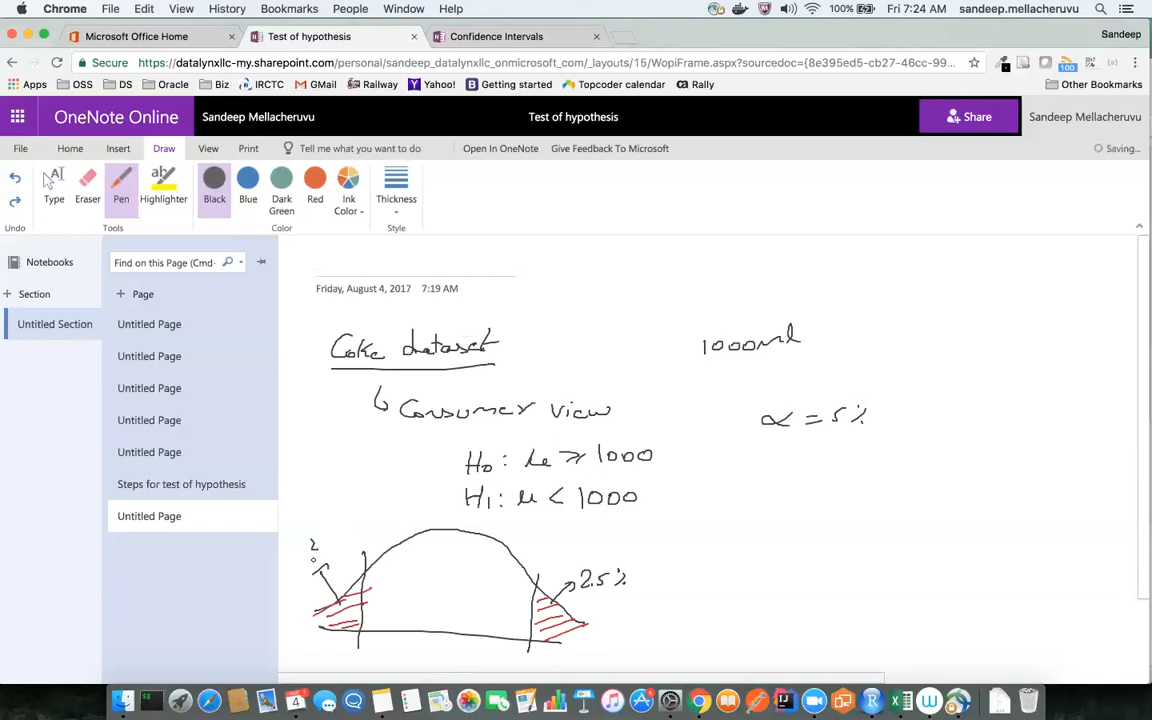 Chrome File Edit View History Bookmarks People Window Help 100% Fri 7:24 AM sandeep.mellacheruvu
Microsoft Office Home Test of hypothesis Confidence Intervals Sandeep
Secure https://datalynxllc-my.sharepoint.com/personal/sandeep_datalynxllc_onmicrosoft_com/_layouts/15/WopiFrame.aspx?sourcedoc={8e395ed5-cb27-46cc-99...
Apps OSS DS Oracle Biz IRCTC GMail Railway Yahoo! Getting started Topcoder calendar Rally Other Bookmarks
OneNote Online Sandeep Mellacheruvu Test of hypothesis Share Sandeep Mellacheruvu
File Home Insert Draw View Print Tell me what you want to do Open In OneNote Give Feedback To Microsoft Saving...
Type Eraser Pen Highlighter Black Blue Dark Green Red Ink Color Thickness
Undo Tools Color Style
Notebooks Find on this Page (Cmd
Section Page
Untitled Section Untitled Page
Untitled Page
Untitled Page
Untitled Page
Untitled Page
Steps for test of hypothesis
Untitled Page
Friday, August 4, 2017 7:19 AM
Coke dataset 1000ml
Consumer view α = 5%
H0 : μ ≥ 1000
H1 : μ < 1000
2
2.5%